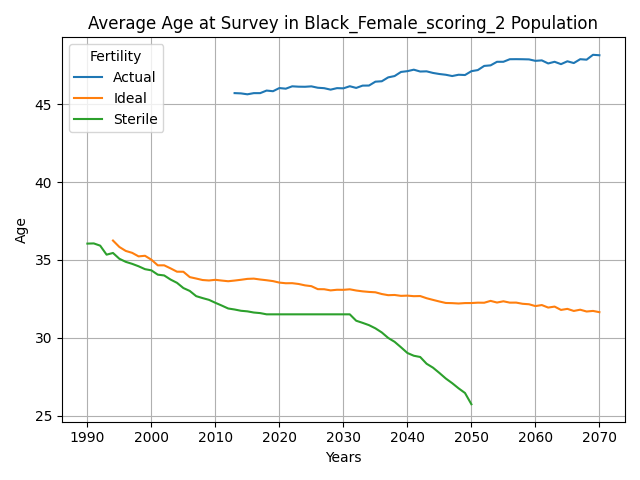 Average Age at Survey in Black_Female_scoring_2 Population
Fertility
Actual
Ideal
Sterile
45
40
35
30
25
Age
1990 2000 2010 2020 2030 2040 2050 2060 2070
Years